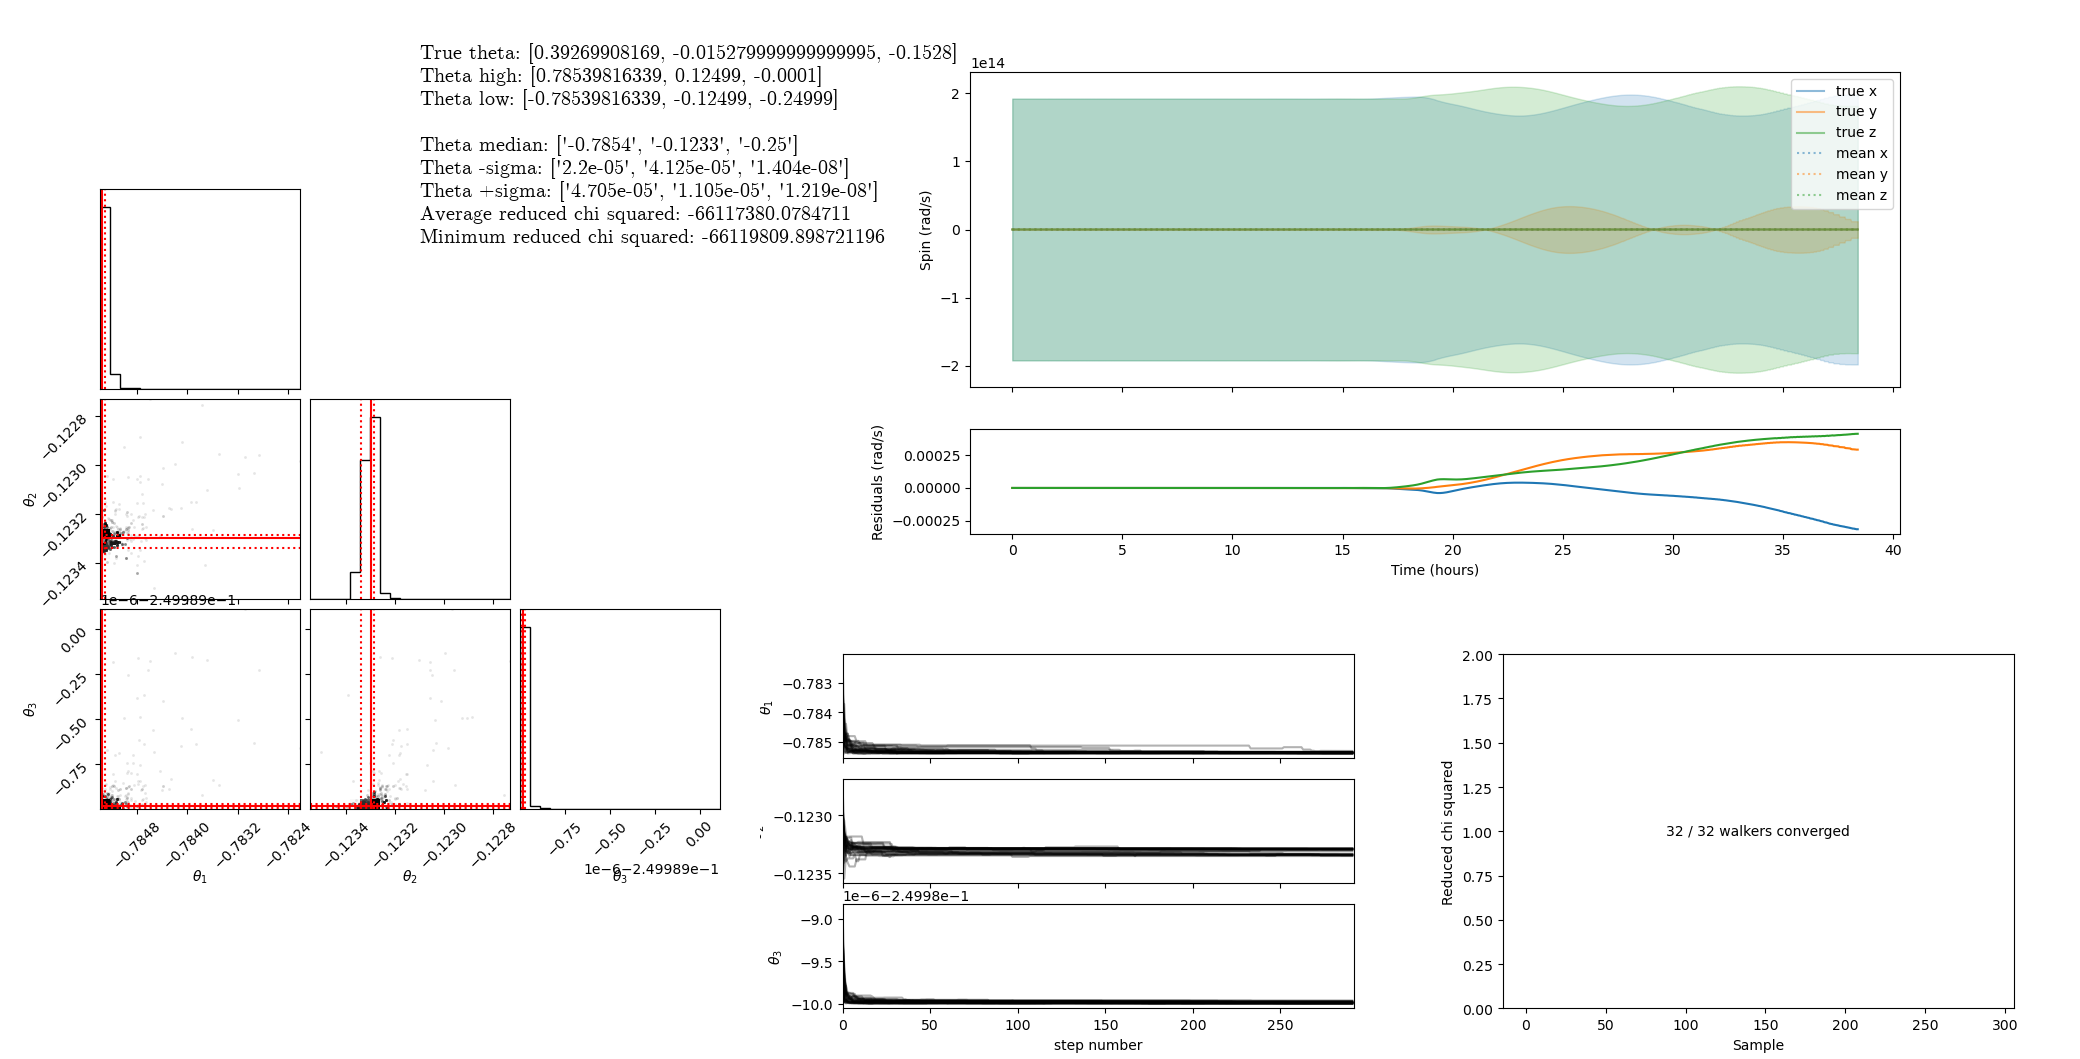 True theta: [0.39269908169, -0.015279999999999995, -0.1528]
Theta high: [0.78539816339, 0.12499, -0.0001]
Theta low: [-0.78539816339, -0.12499, -0.24999]
Theta median: ['-0.7854', '-0.1233', '-0.25']
Theta -sigma: ['2.2e-05', '4.125e-05', '1.404e-08']
Theta +sigma: ['4.705e-05', '1.105e-05', '1.219e-08']
Average reduced chi squared: -66117380.0784711
Minimum reduced chi squared: -66119809.898721196
1e14
2
1
0
−1
−2
Spin (rad/s)
true x
true y
true z
mean x
mean y
mean z
0.00025
0.00000
−0.00025
Residuals (rad/s)
0 5 10 15 20 25 30 35 40
Time (hours)
−0.1228
−0.1230
−0.1232
−0.1234
θ2
1e−6−2.49989e−1
0.00
−0.25
−0.50
−0.75
θ3
−0.7848 −0.7840 −0.7832 −0.7824
θ1
−0.1234 −0.1232 −0.1230 −0.1228
θ2
−0.75 −0.50 −0.25 0.00
1e−6−2.49989e−1
θ3
−0.783
−0.784
−0.785
θ1
−0.1230
−0.1235
1e−6−2.4998e−1
−9.0
−9.5
−10.0
θ3
0 50 100 150 200 250
step number
2.00
1.75
1.50
1.25
1.00
0.75
0.50
0.25
0.00
Reduced chi squared
32 / 32 walkers converged
0 50 100 150 200 250 300
Sample